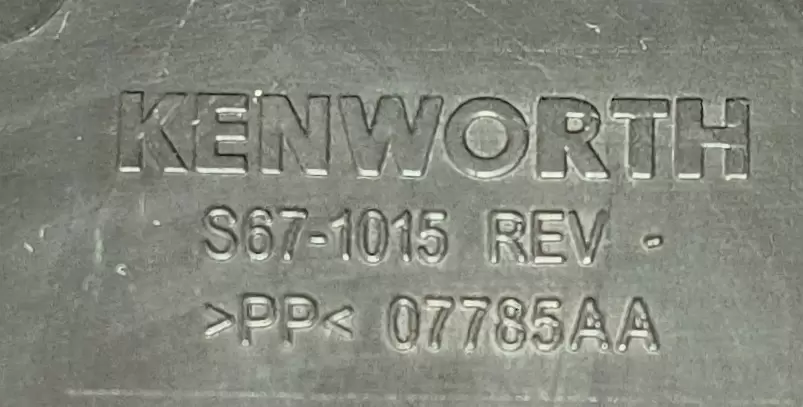 KENWORTH
S67-1015 REV -
>PP< 07785AA